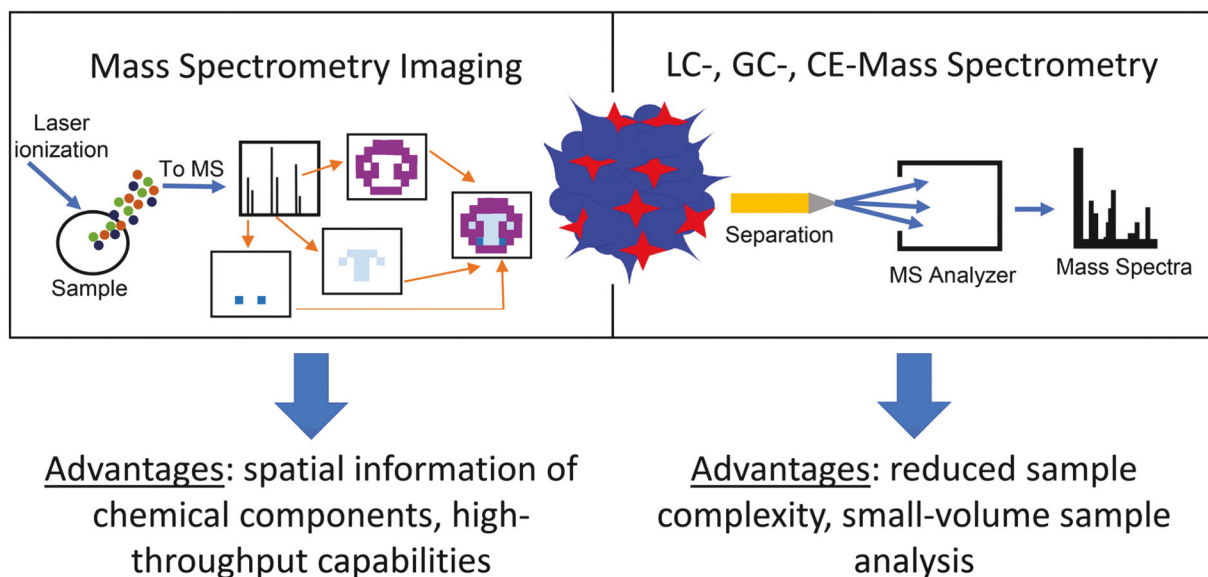 Mass Spectrometry Imaging
Laser
ionization
To MS
Sample
LC-, GC-, CE-Mass Spectrometry
Separation
MS Analyzer
Mass Spectra
Advantages: spatial information of
chemical components, high-
throughput capabilities
Advantages: reduced sample
complexity, small-volume sample
analysis